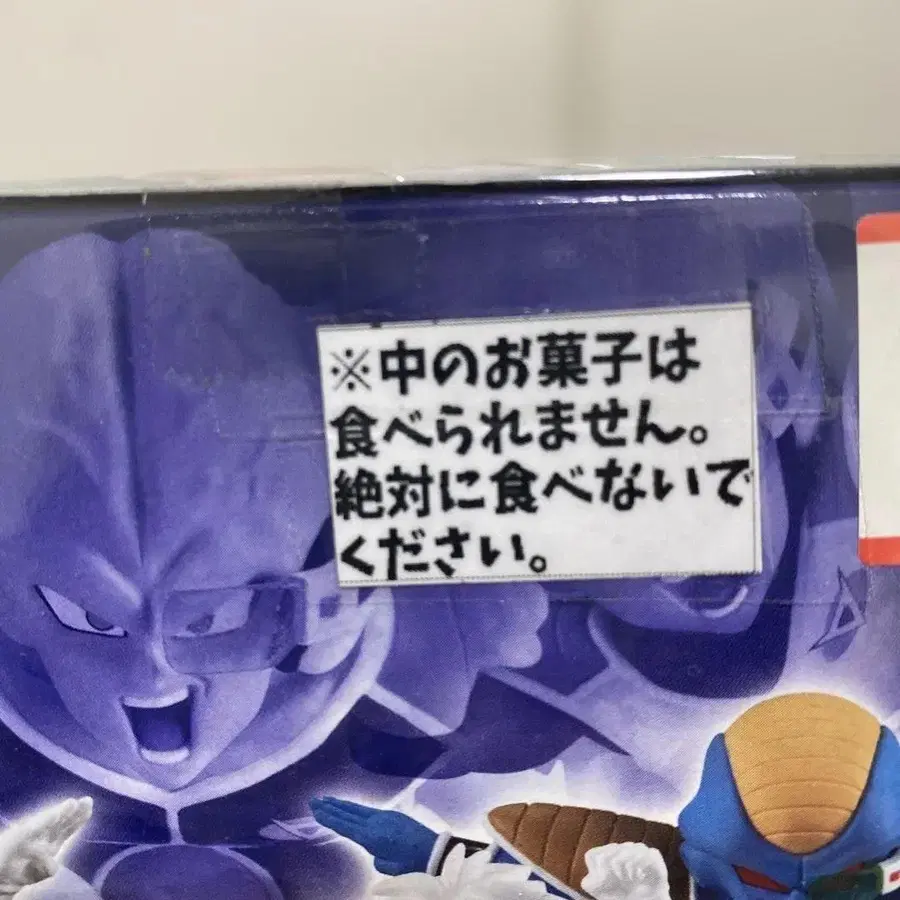 ※中のお菓子は
食べられません。
絶対に食べないで
ください。